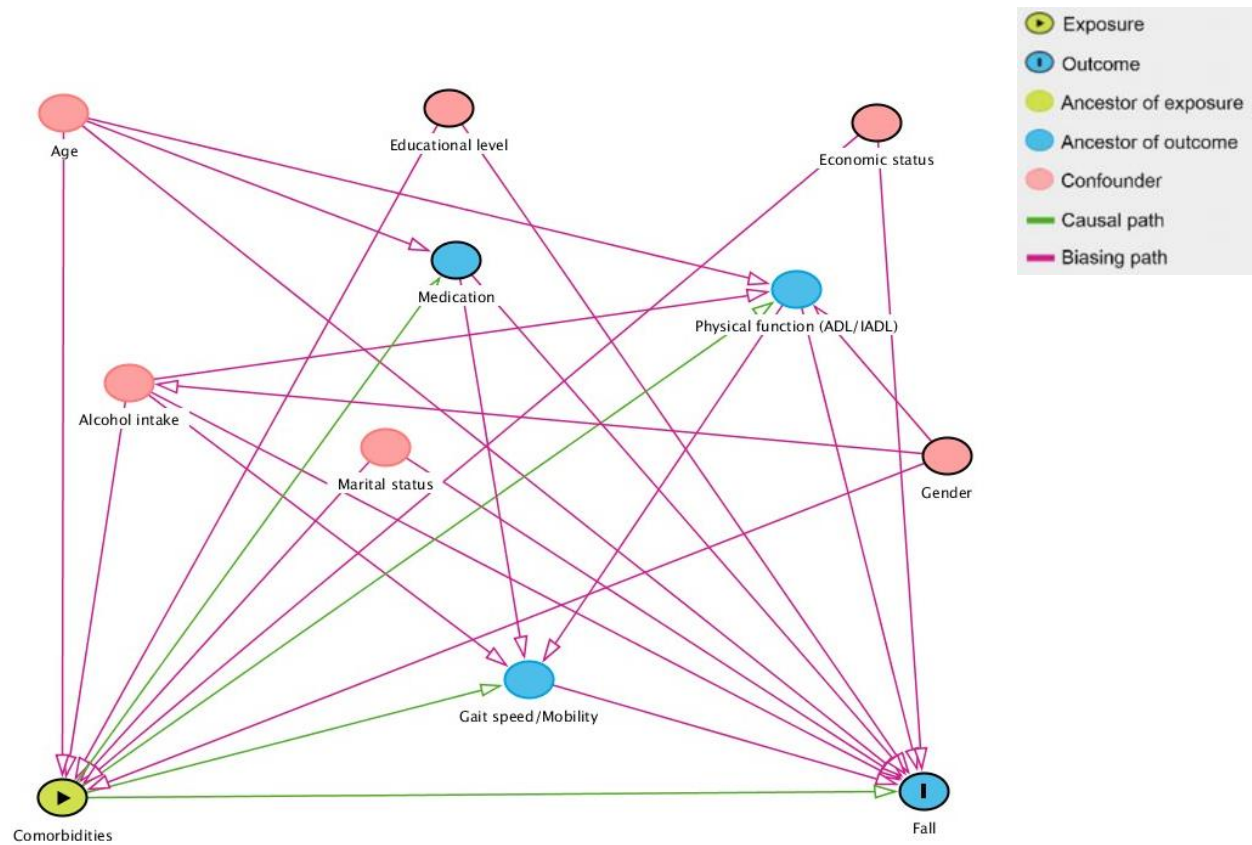 Exposure
Outcome
Ancestor of exposure
Ancestor of outcome
Confounder
Causal path
Biasing path
Age
Educational level
Economic status
Medication
Physical function (ADL/IADL)
Alcohol intake
Marital status
Gender
Gait speed/Mobility
Comorbidities
Fall